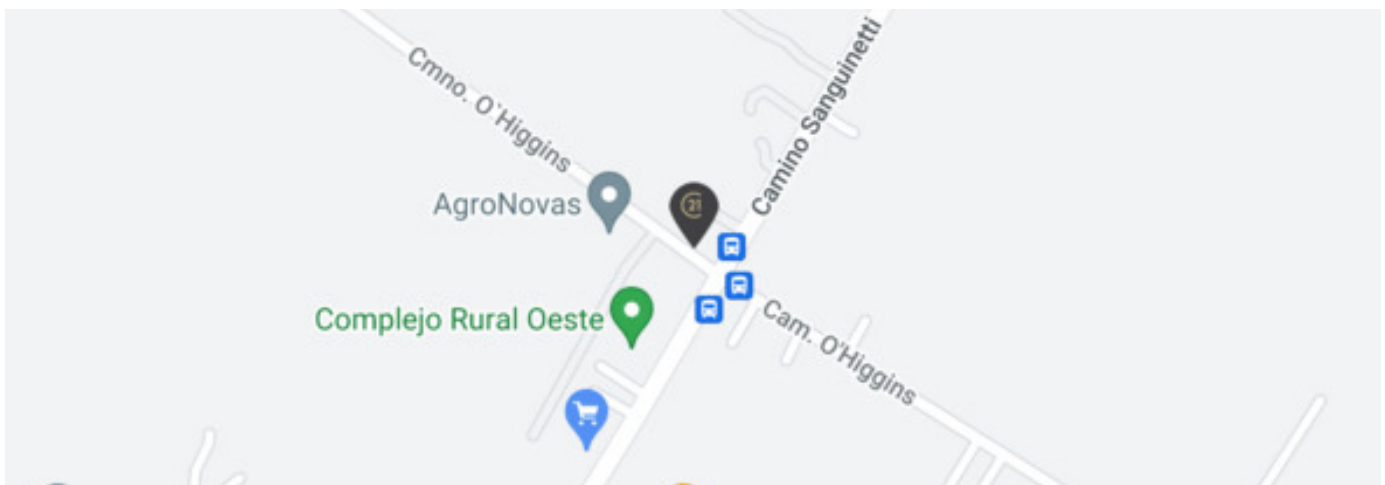 Cmno. O'Higgins
Camino Sanguinetti
AgroNovas
21
Complejo Rural Oeste
Cam. O'Higgins